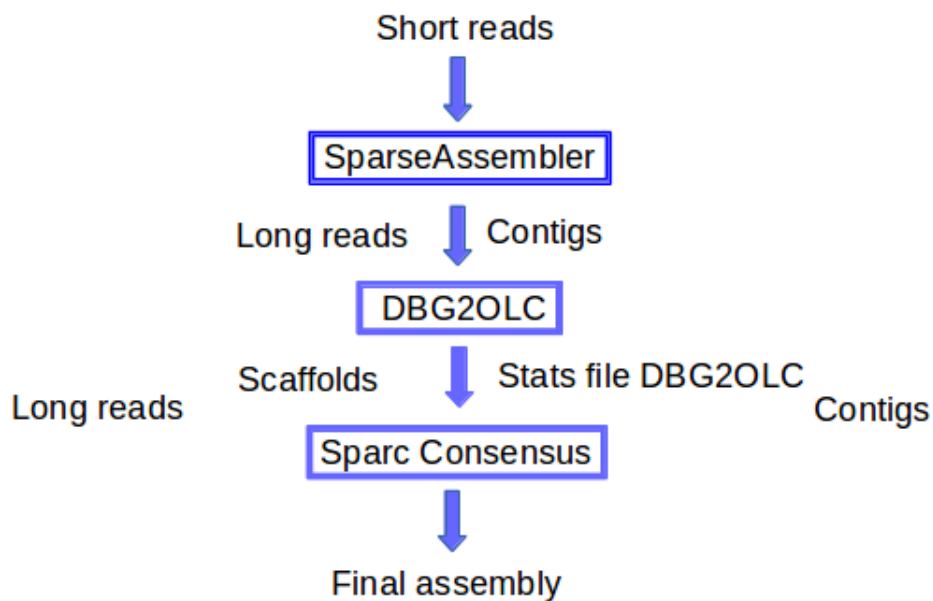 Short reads
SparseAssembler
Long reads
Contigs
DBG2OLC
Scaffolds
Stats file DBG2OLC
Long reads
Contigs
Sparc Consensus
Final assembly